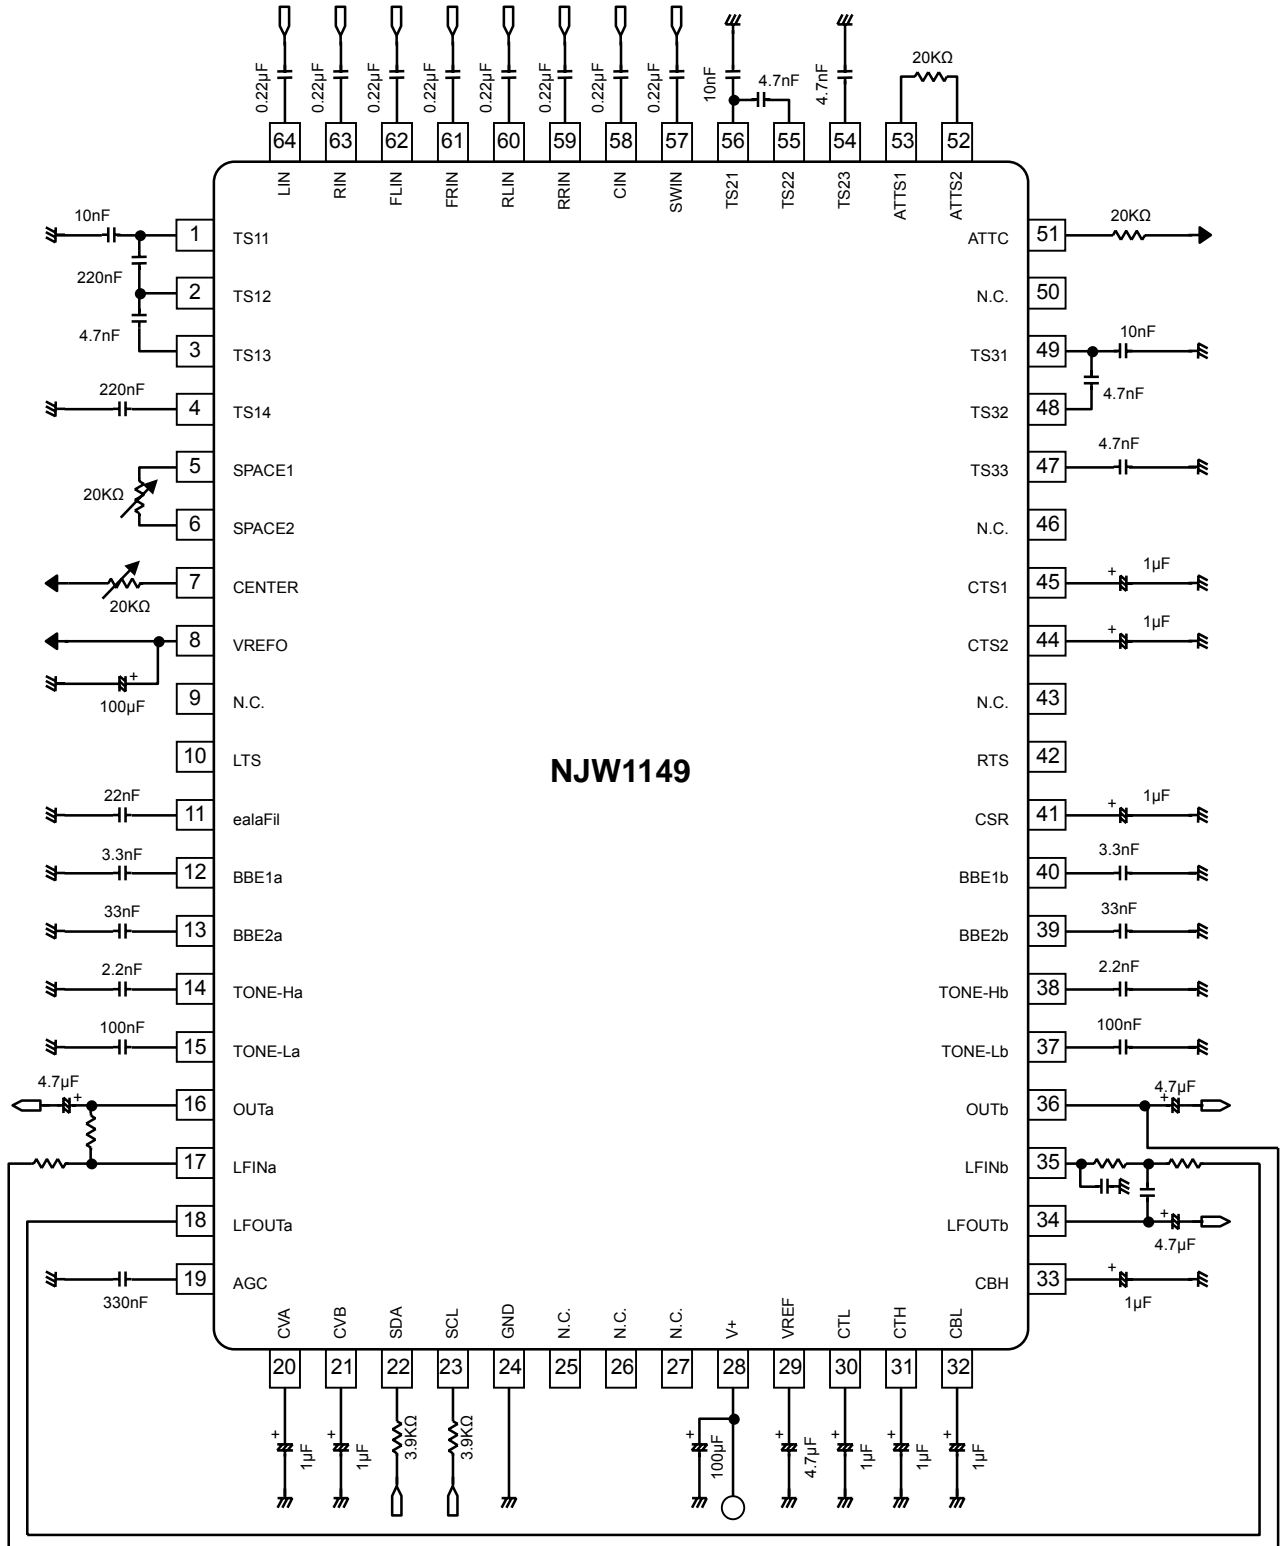 0.22μF 0.22μF 0.22μF 0.22μF 0.22μF 0.22μF 0.22μF 0.22μF 10nF 4.7nF 4.7nF 20KΩ
64 63 62 61 60 59 58 57 56 55 54 53 52
LIN RIN FLIN FRIN RLIN RRIN CIN SWIN TS21 TS22 TS23 ATTS1 ATTS2
10nF 1 TS11 ATTC 51 20KΩ
220nF
2 TS12 N.C. 50
4.7nF
3 TS13 TS31 49 10nF
220nF 4 TS14 TS32 48 4.7nF
5 SPACE1 TS33 47 4.7nF
20KΩ
6 SPACE2 N.C. 46
7 CENTER CTS1 45 + 1μF
20KΩ
8 VREFO CTS2 44 + 1μF
+
100μF
9 N.C. N.C. 43
10 LTS RTS 42
NJW1149
22nF 11 ealaFil CSR 41 + 1μF
3.3nF 12 BBE1a BBE1b 40 3.3nF
33nF 13 BBE2a BBE2b 39 33nF
2.2nF 14 TONE-Ha TONE-Hb 38 2.2nF
100nF 15 TONE-La TONE-Lb 37 100nF
4.7μF + 16 OUTa OUTb 36 + 4.7μF
17 LFINa LFINb 35
18 LFOUTa LFOUTb 34 + 4.7μF
19 AGC CBH 33 + 1μF
330nF
CVA CVB SDA SCL GND N.C. N.C. N.C. V+ VREF CTL CTH CBL
20 21 22 23 24 25 26 27 28 29 30 31 32
+ 1μF + 1μF 3.9KΩ 3.9KΩ + 100μF + 4.7μF + 1μF + 1μF + 1μF